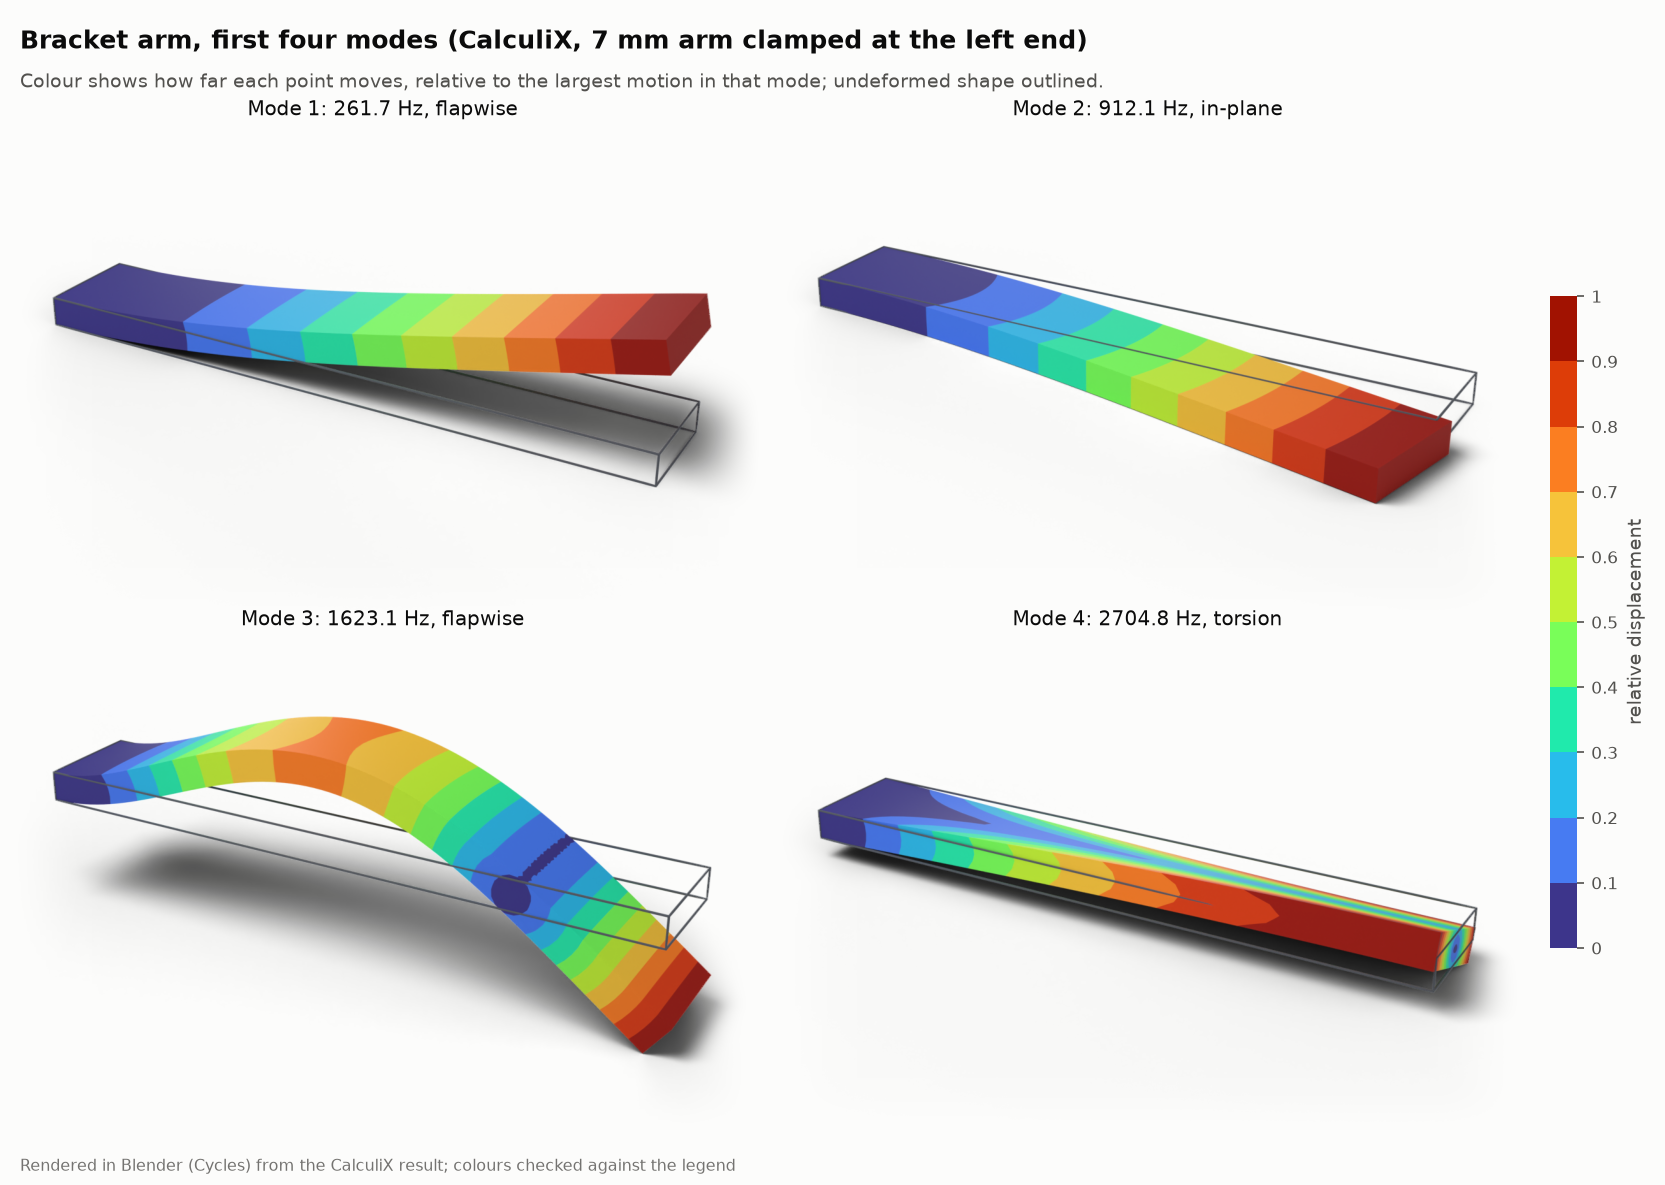 Bracket arm, first four modes (CalculiX, 7 mm arm clamped at the left end)
Colour shows how far each point moves, relative to the largest motion in that mode; undeformed shape outlined.
Mode 1: 261.7 Hz, flapwise
Mode 2: 912.1 Hz, in-plane
Mode 3: 1623.1 Hz, flapwise
Mode 4: 2704.8 Hz, torsion
1
0.9
0.8
0.7
0.6
0.5
0.4
0.3
0.2
0.1
0
relative displacement
Rendered in Blender (Cycles) from the CalculiX result; colours checked against the legend